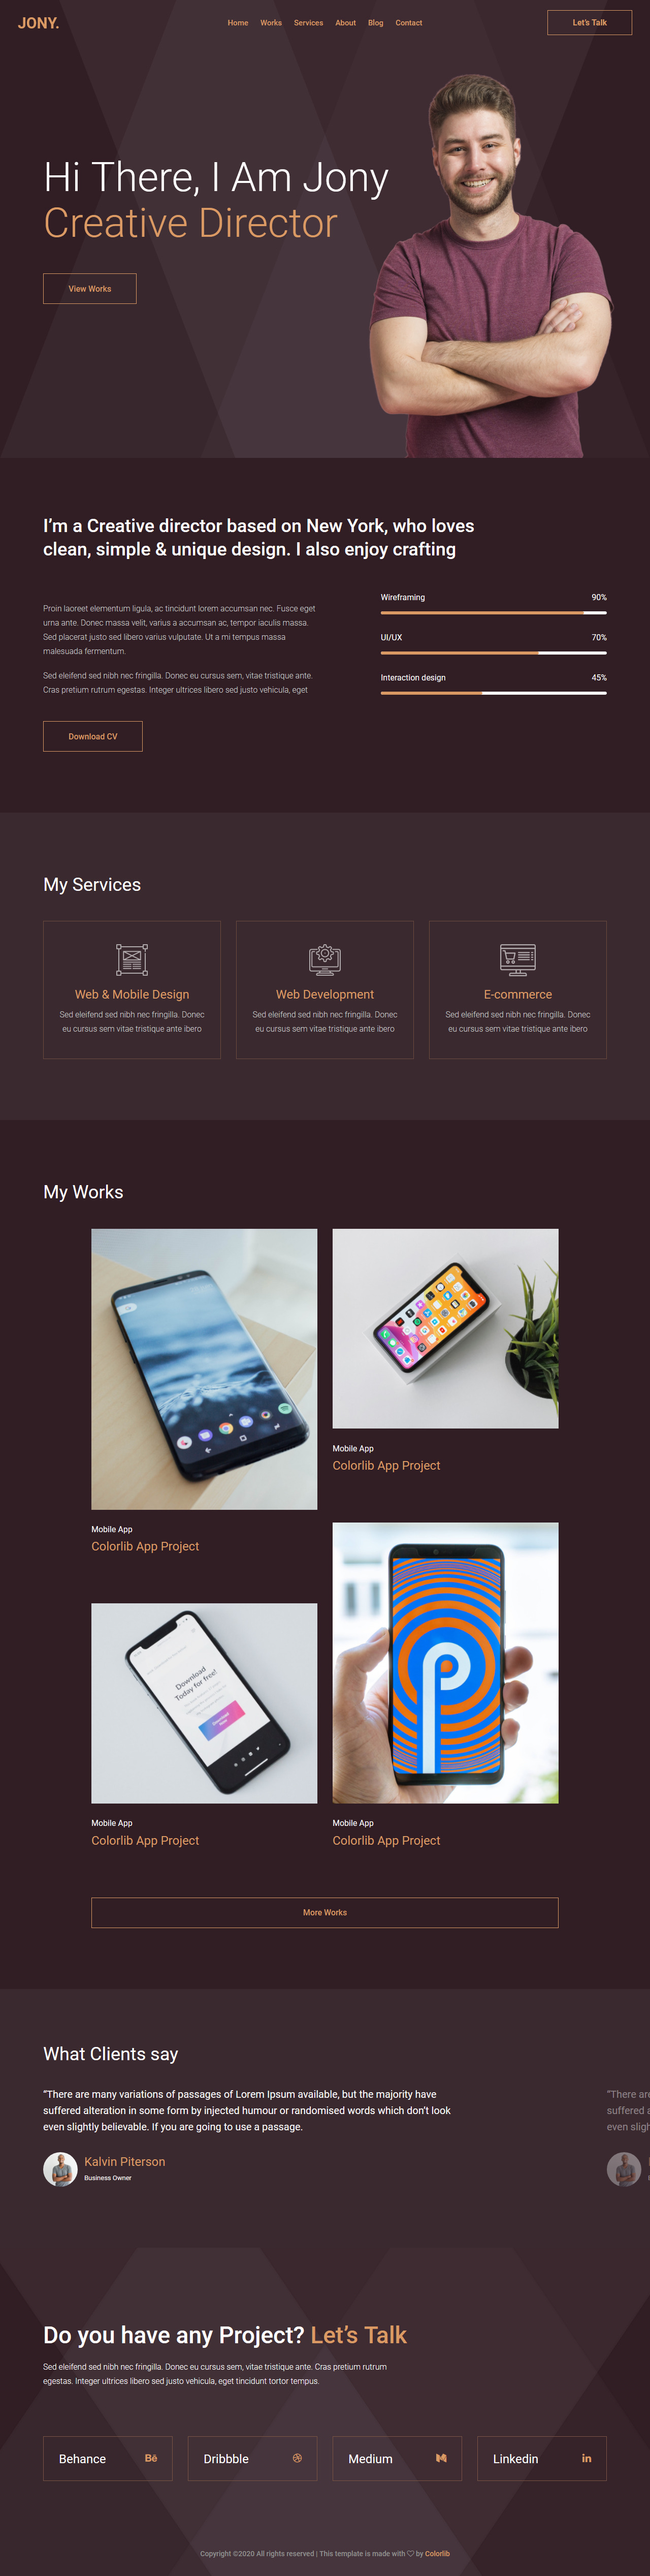 JONY.
Home Works Services About Blog Contact
Let's Talk
Hi There, I Am Jony
Creative Director
View Works
I'm a Creative director based on New York, who loves
clean, simple & unique design. I also enjoy crafting
Proin laoreet elementum ligula, ac tincidunt lorem accumsan nec. Fusce eget
urna ante. Donec massa velit, varius a accumsan ac, tempor iaculis massa.
Sed placerat justo sed libero varius vulputate. Ut a mi tempus massa
malesuada fermentum.
Sed eleifend sed nibh nec fringilla. Donec eu cursus sem, vitae tristique ante.
Cras pretium rutrum egestas. Integer ultrices libero sed justo vehicula, eget
Download CV
Wireframing 90%
UI/UX 70%
Interaction design 45%
My Services
Web & Mobile Design
Sed eleifend sed nibh nec fringilla. Donec
eu cursus sem vitae tristique ante ibero
Web Development
Sed eleifend sed nibh nec fringilla. Donec
eu cursus sem vitae tristique ante ibero
E-commerce
Sed eleifend sed nibh nec fringilla. Donec
eu cursus sem vitae tristique ante ibero
My Works
Mobile App
Colorlib App Project
Mobile App
Colorlib App Project
Download
Today for free!
Download
Mobile App
Colorlib App Project
Mobile App
Colorlib App Project
More Works
What Clients say
“There are many variations of passages of Lorem Ipsum available, but the majority have
suffered alteration in some form by injected humour or randomised words which don’t look
even slightly believable. If you are going to use a passage.
Kalvin Piterson
Business Owner
“There are
suffered
even
Do you have any Project? Let’s Talk
Sed eleifend sed nibh nec fringilla. Donec eu cursus sem, vitae tristique ante. Cras pretium rutrum
egestas. Integer ultrices libero sed justo vehicula, eget tincidunt tortor tempus.
Behance Bē
Dribbble
Medium
Linkedin in
Copyright ©2020 All rights reserved | This template is made with ♡ by Colorlib